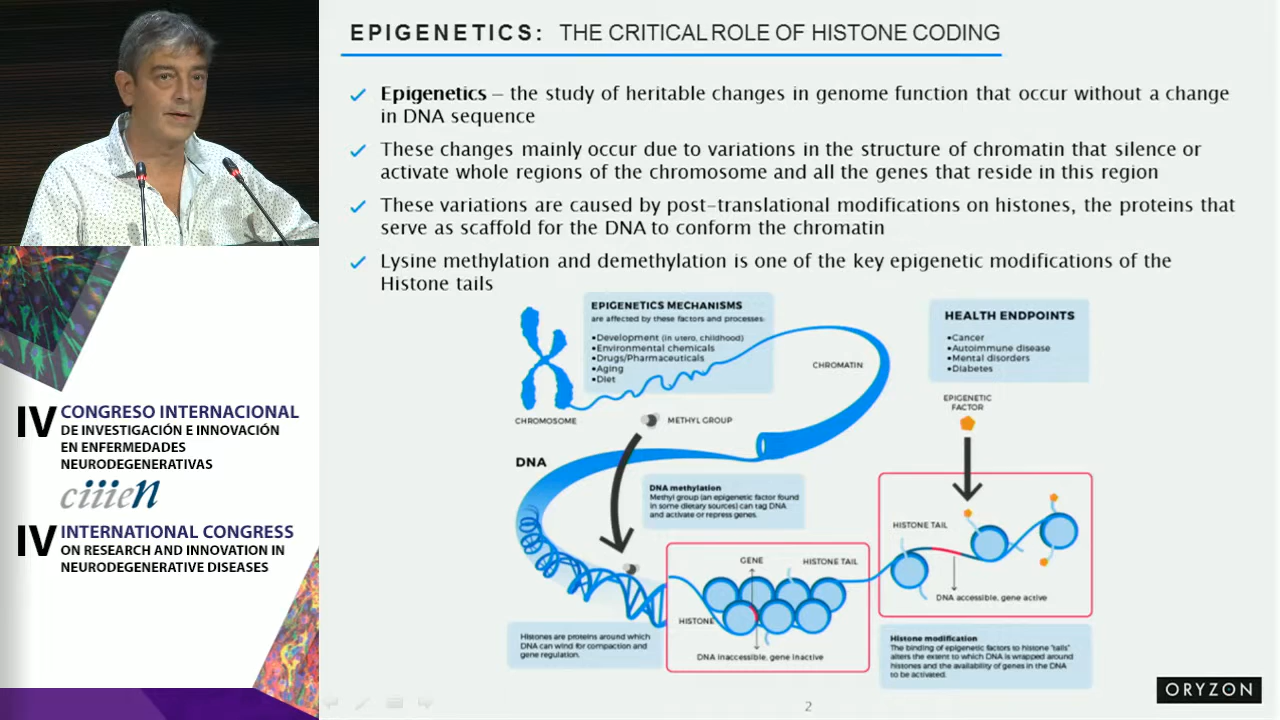 EPIGENETICS: THE CRITICAL ROLE OF HISTONE CODING
Epigenetics – the study of heritable changes in genome function that occur without a change
in DNA sequence
These changes mainly occur due to variations in the structure of chromatin that silence or
activate whole regions of the chromosome and all the genes that reside in this region
These variations are caused by post-translational modifications on histones, the proteins that
serve as scaffold for the DNA to conform the chromatin
Lysine methylation and demethylation is one of the key epigenetic modifications of the
Histone tails
EPIGENETICS MECHANISMS
are affected by these factors and processes:
•Development (in utero, childhood)
•Environmental chemicals
•Drugs/Pharmaceuticals
•Aging
•Diet
HEALTH ENDPOINTS
•Cancer
•Autoimmune disease
•Mental disorders
•Diabetes
CHROMATIN
EPIGENETIC
FACTOR
CHROMOSOME
METHYL GROUP
DNA
DNA methylation
Methyl group (an epigenetic factor found
in some dietary sources) can tag DNA
and activate or repress genes.
HISTONE TAIL
GENE
HISTONE TAIL
DNA accessible, gene active
HISTONE
DNA inaccessible, gene inactive
Histones are proteins around which
DNA can wind for compaction and
gene regulation.
Histone modification
The binding of epigenetic factors to histone "tails"
alters the extent to which DNA is wrapped around
histones and the availability of genes in the DNA
to be activated.
IV CONGRESO INTERNACIONAL
DE INVESTIGACIÓN E INNOVACIÓN
EN ENFERMEDADES
NEURODEGENERATIVAS
ciiieN
IV INTERNATIONAL CONGRESS
ON RESEARCH AND INNOVATION IN
NEURODEGENERATIVE DISEASES
ORYZON
2